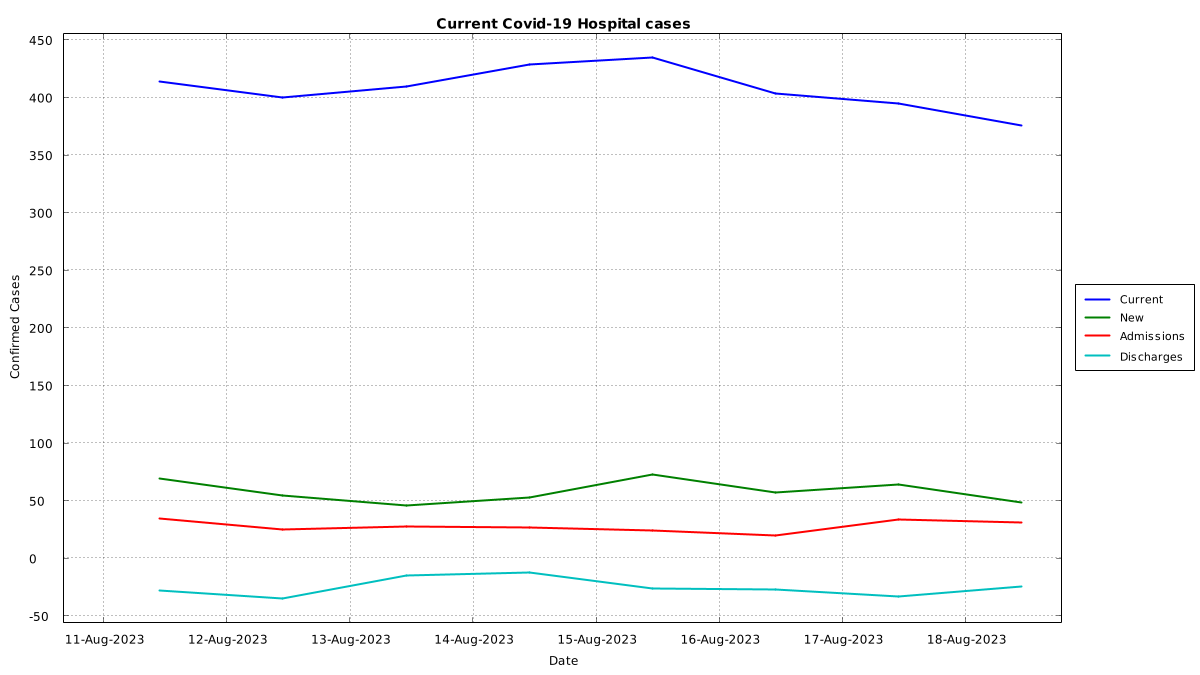 Current Covid-19 Hospital cases
450
400
350
300
250
200
150
100
50
0
-50
Confirmed Cases
11-Aug-2023 12-Aug-2023 13-Aug-2023 14-Aug-2023 15-Aug-2023 16-Aug-2023 17-Aug-2023 18-Aug-2023
Date
Current
New
Admissions
Discharges